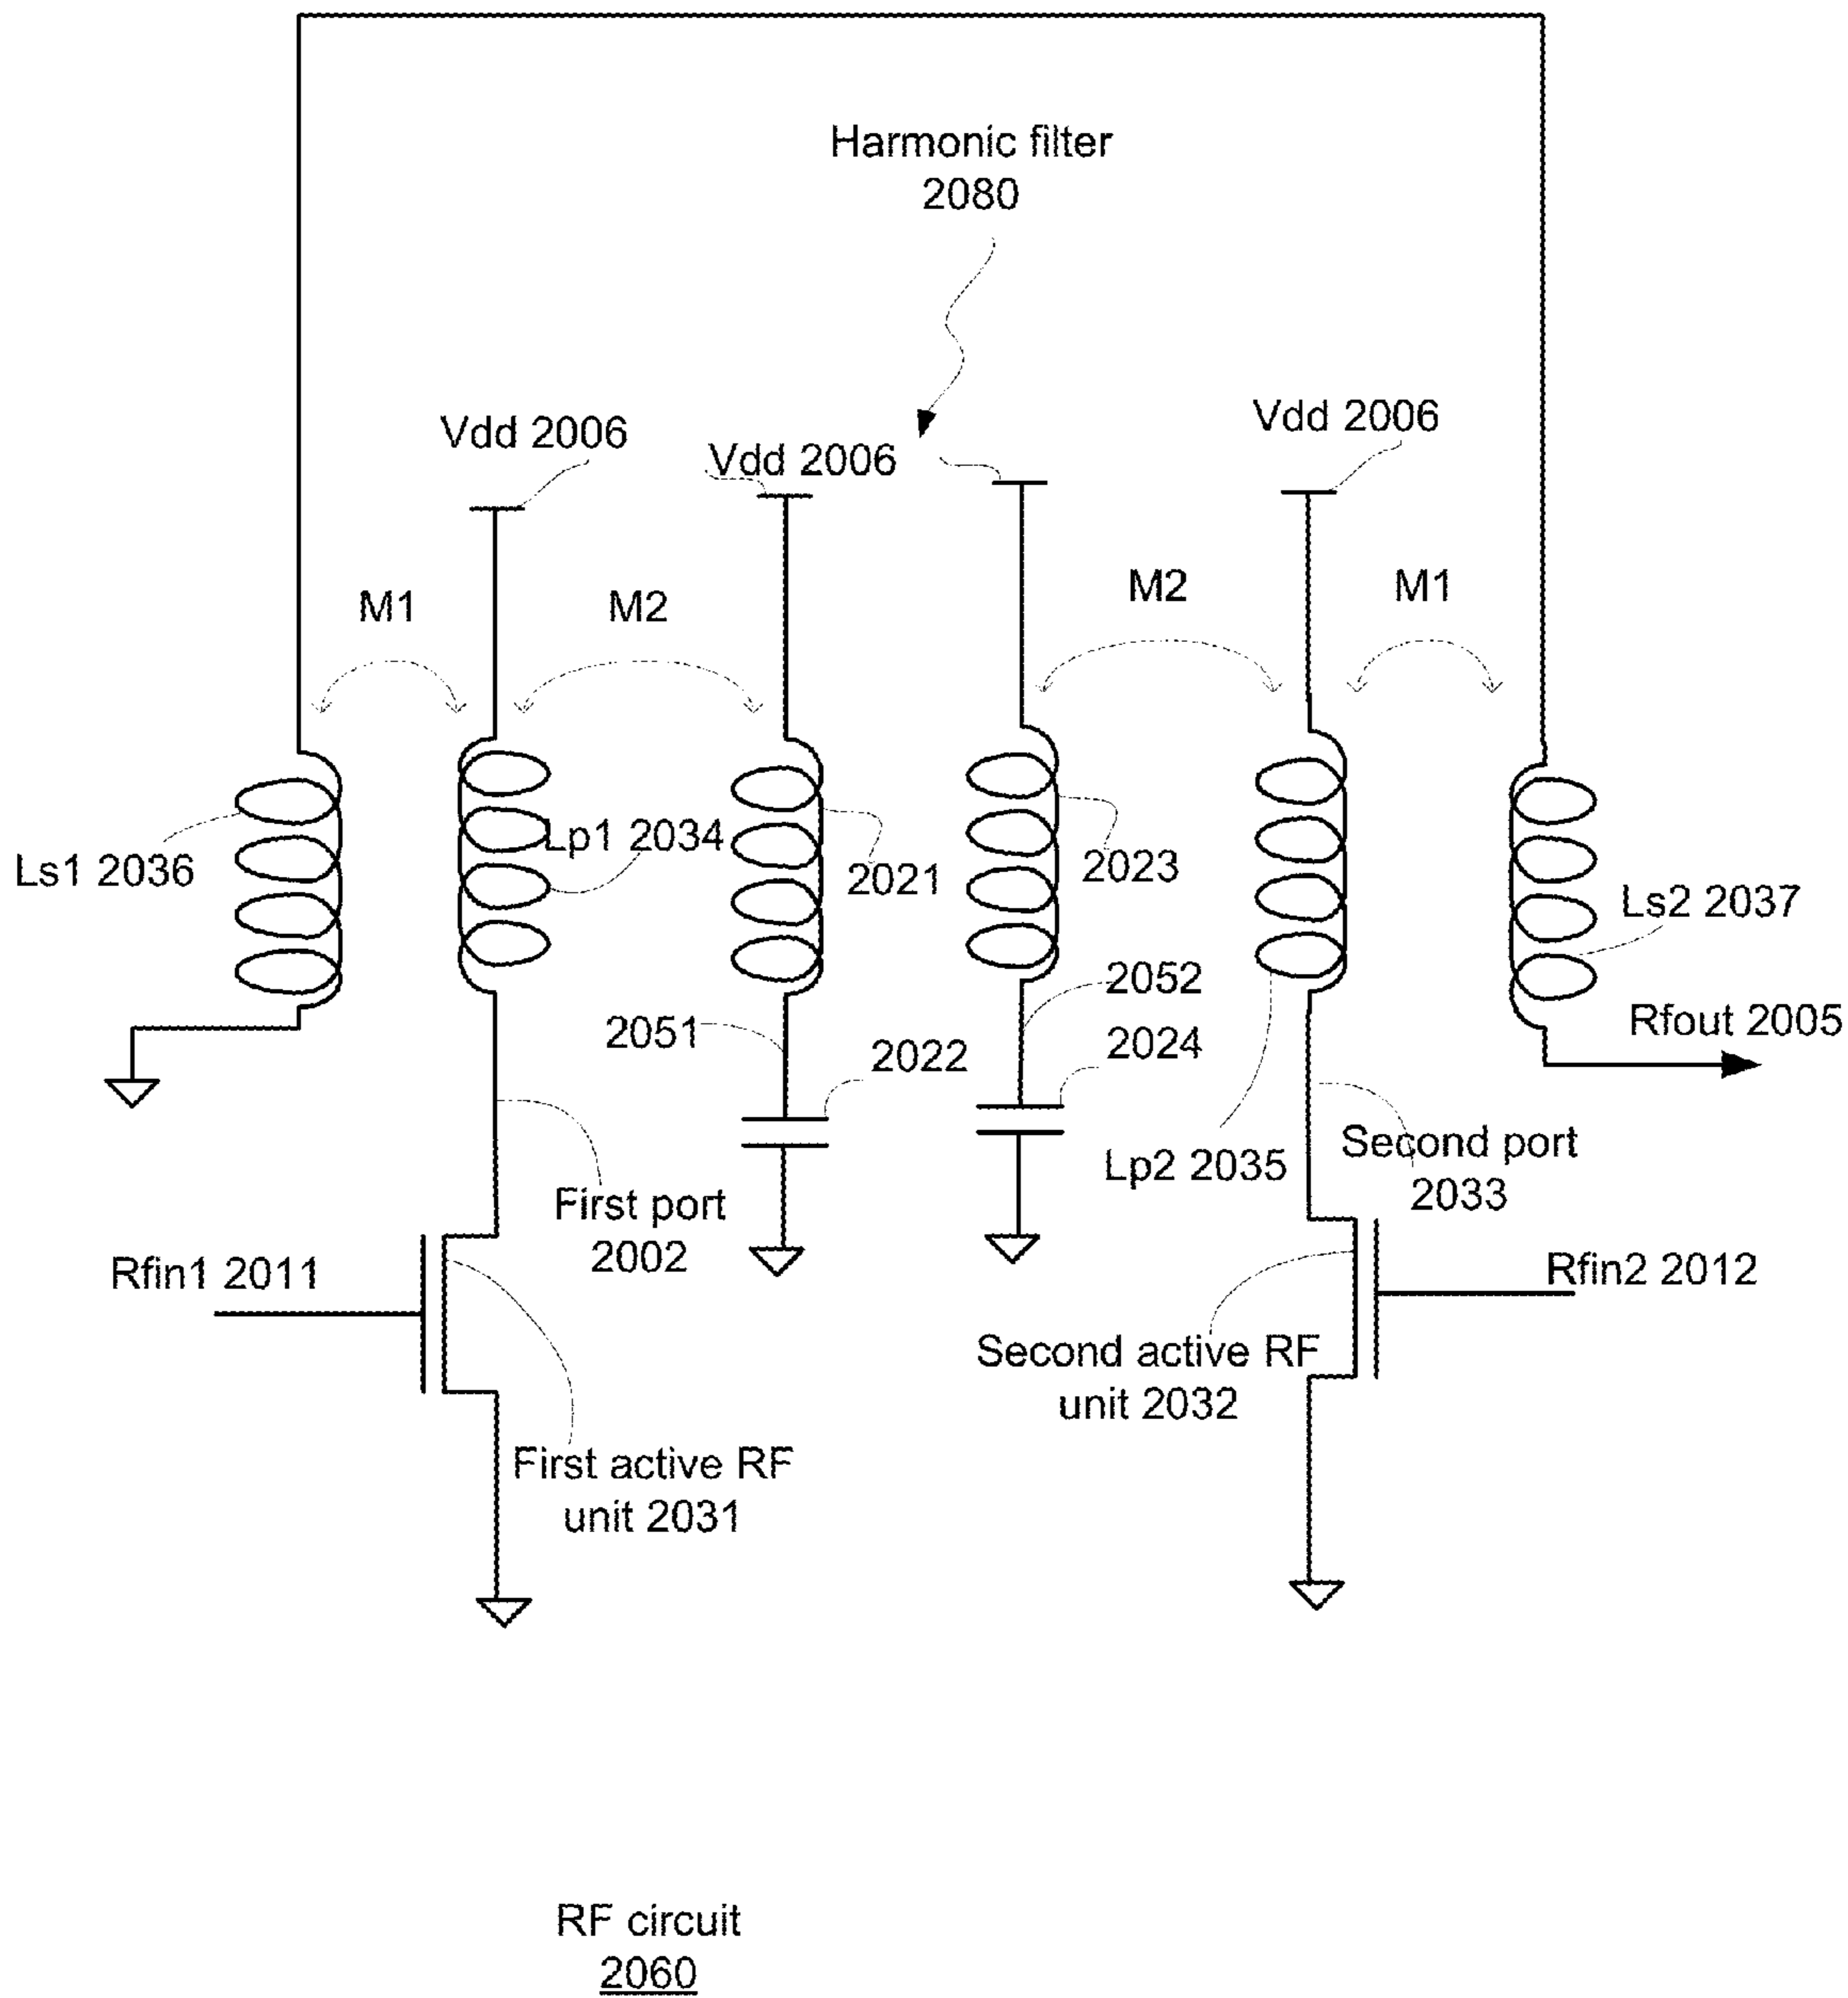 Harmonic filter
2080
Vdd 2006
Vdd 2006
Vdd 2006
M1
M2
M2
M1
Ls1 2036
Lp1 2034
2021
2023
Ls2 2037
2051
2022
2052
2024
Rfout 2005
Lp2 2035
Second port
2033
First port
2002
Rfin1 2011
Rfin2 2012
Second active RF
unit 2032
First active RF
unit 2031
RF circuit
2060